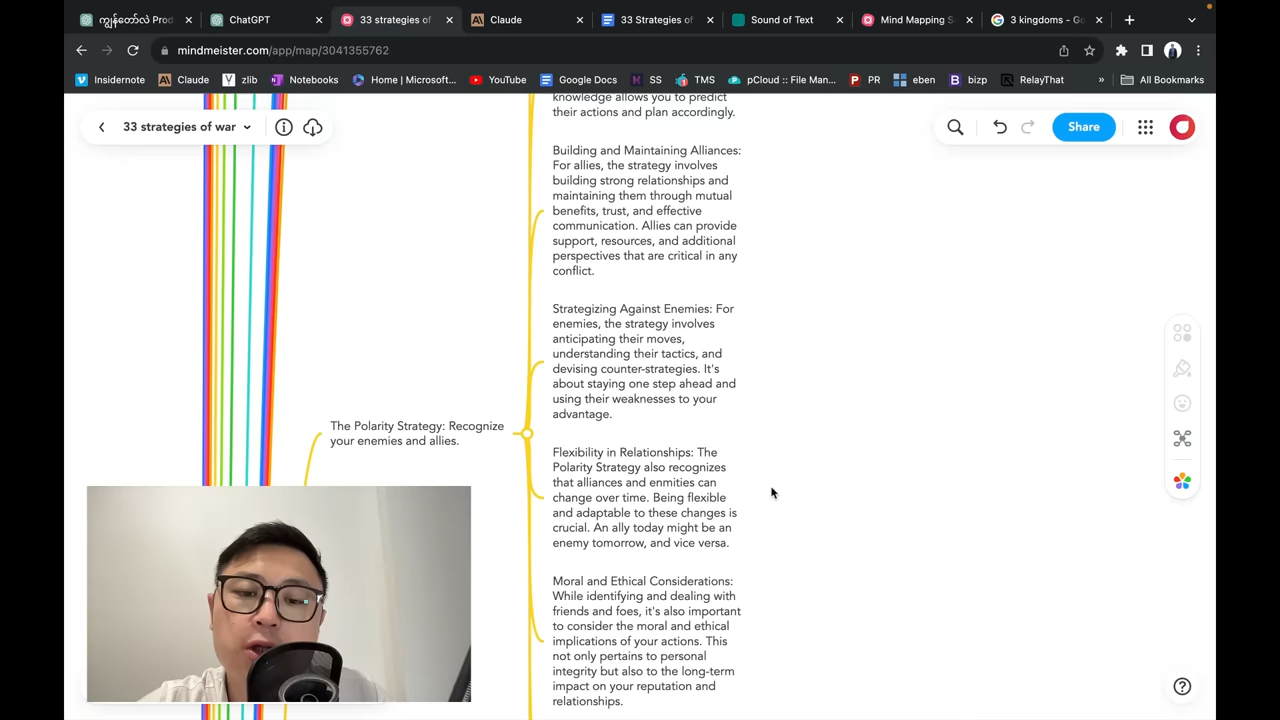 ကျွန်တော်လဲ Prod
ChatGPT
33 strategies of
Claude
33 Strategies of
Sound of Text
Mind Mapping S
3 kingdoms - Go
mindmeister.com/app/map/3041355762
Insidernote
Claude
zlib
Notebooks
Home | Microsoft...
YouTube
Google Docs
SS
TMS
pCloud :: File Man...
PR
eben
bizp
RelayThat
»
All Bookmarks
33 strategies of war
Share
knowledge allows you to predict
their actions and plan accordingly.
Building and Maintaining Alliances:
For allies, the strategy involves
building strong relationships and
maintaining them through mutual
benefits, trust, and effective
communication. Allies can provide
support, resources, and additional
perspectives that are critical in any
conflict.
Strategizing Against Enemies: For
enemies, the strategy involves
anticipating their moves,
understanding their tactics, and
devising counter-strategies. It's
about staying one step ahead and
using their weaknesses to your
advantage.
The Polarity Strategy: Recognize
your enemies and allies.
Flexibility in Relationships: The
Polarity Strategy also recognizes
that alliances and enmities can
change over time. Being flexible
and adaptable to these changes is
crucial. An ally today might be an
enemy tomorrow, and vice versa.
Moral and Ethical Considerations:
While identifying and dealing with
friends and foes, it's also important
to consider the moral and ethical
implications of your actions. This
not only pertains to personal
integrity but also to the long-term
impact on your reputation and
relationships.